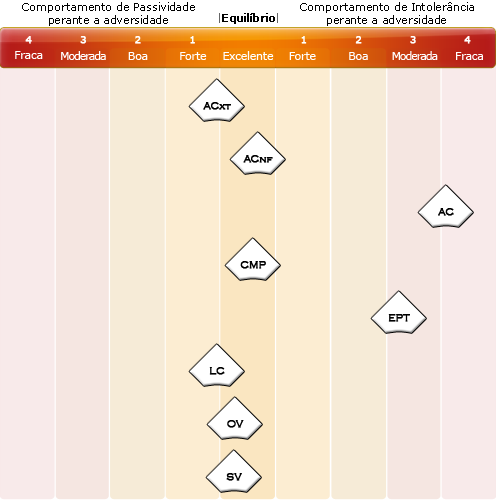 Comportamento de Passividade
perante a adversidade
|Equilíbrio|
Comportamento de Intolerância
perante a adversidade
4 3 2 1 1 2 3 4
Fraca Moderada Boa Forte Excelente Forte Boa Moderada Fraca
ACXT
ACNF
AC
CMP
EPT
LC
OV
SV